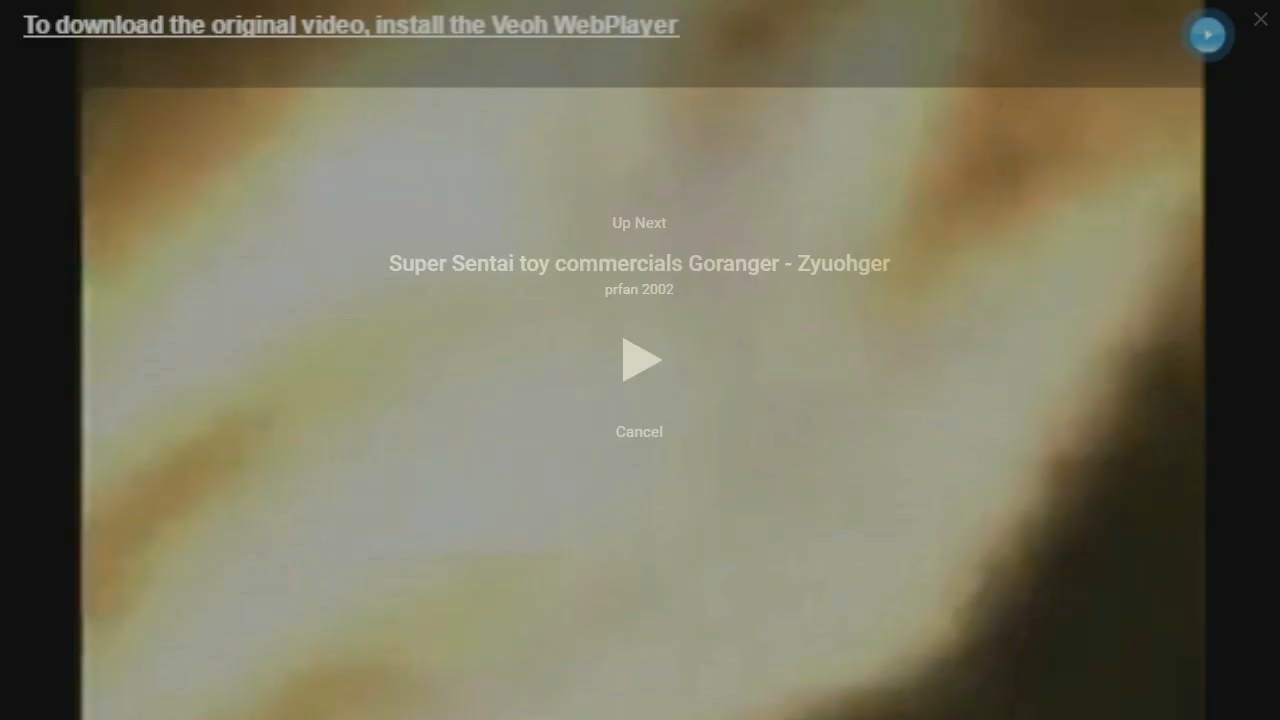 To download the original video, install the Veoh WebPlayer
Up Next
Super Sentai toy commercials Goranger - Zyuohger
prfan 2002
Cancel